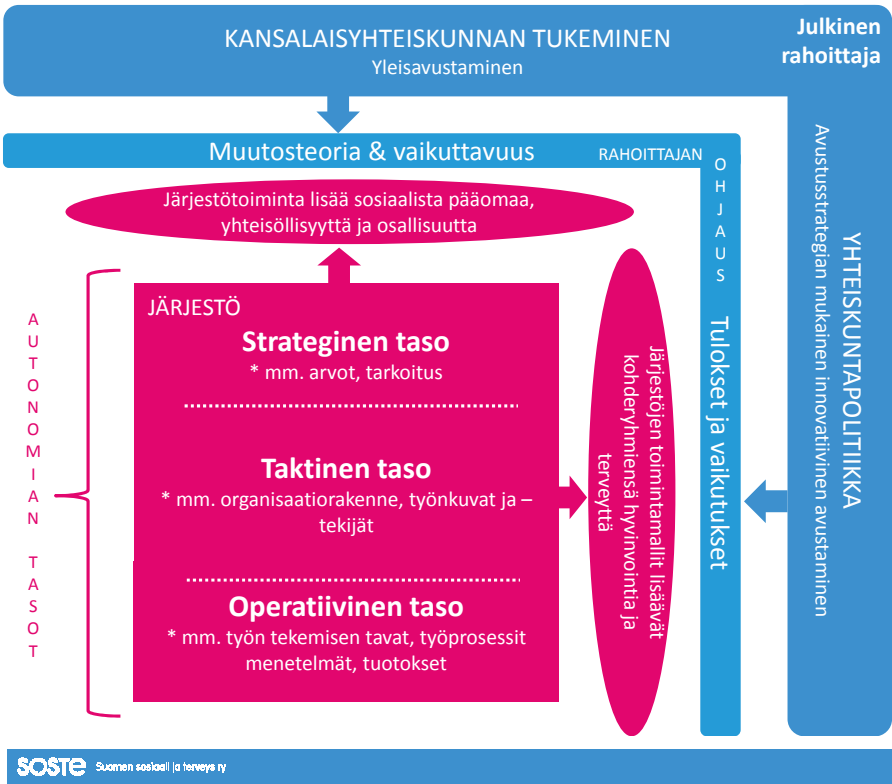 KANSALAISYHTEISKUNNAN TUKEMINEN
Yleisavustaminen
Julkinen
rahoittaja
Muutosteoria & vaikuttavuus
RAHOITTAJAN
OHJAUS
Järjestötoiminta lisää sosiaalista pääomaa,
yhteisöllisyyttä ja osallisuutta
JÄRJESTÖ
Strateginen taso
* mm. arvot, tarkoitus
Taktinen taso
* mm. organisaatiorakenne, työnkuvat ja –
tekijät
Operatiivinen taso
* mm. työn tekemisen tavat, työprosessit
menetelmät, tuotokset
AUTONOMIAN TASOT
Järjestöjen toimintamallit lisäävät
kohderyhmiensä hyvinvointia ja
terveyttä
Tulokset ja vaikutukset
YHTEISKUNTAPOLITIIKKA
Avustusstrategian mukainen innovatiivinen avustaminen
SOSTE Suomen sosiaali ja terveys ry